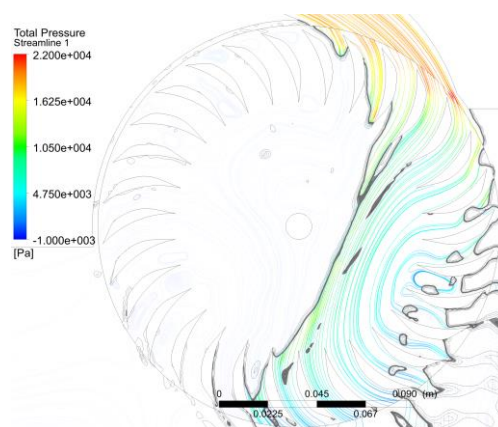 Total Pressure
Streamline 1
2.200e+004
1.625e+004
1.050e+004
4.750e+003
-1.000e+003
[Pa]
0 0.045 0.090 (m)
0.0225 0.067